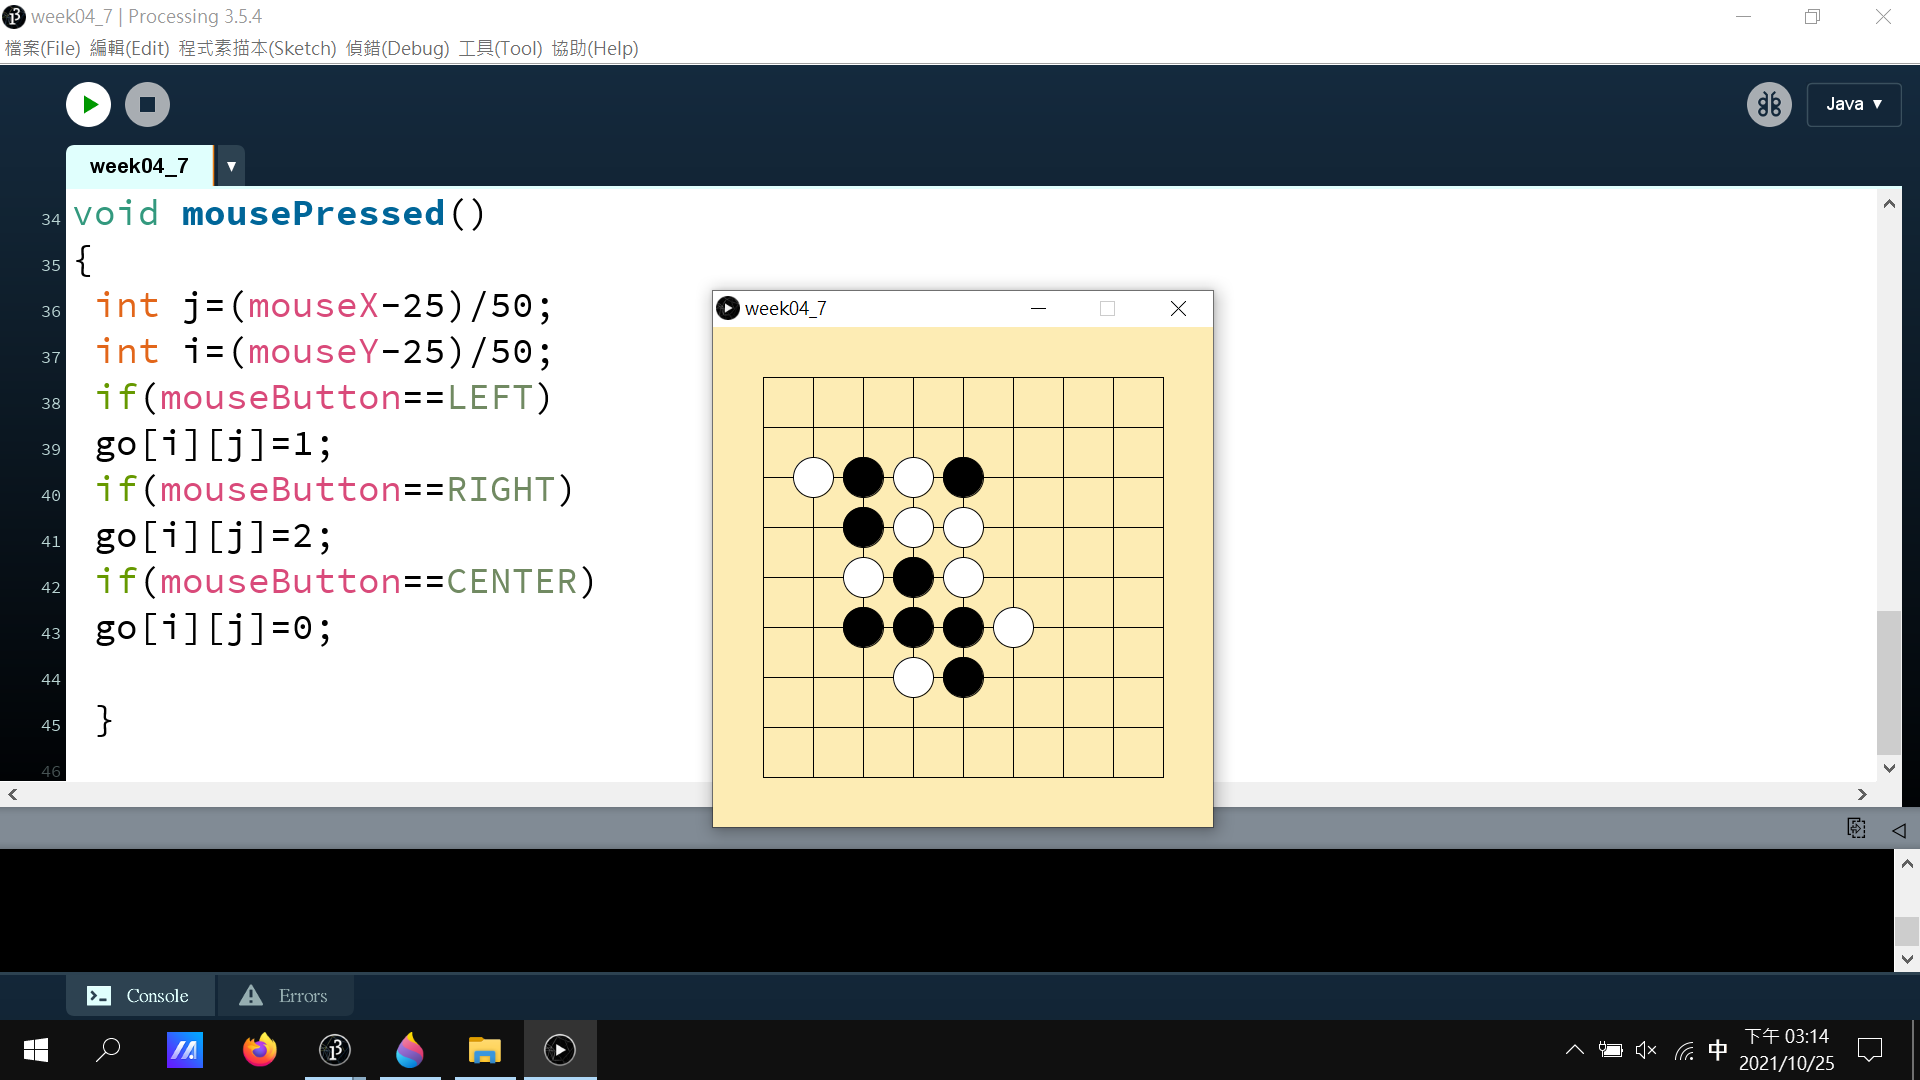 week04_7 | Processing 3.5.4
檔案(File) 編輯(Edit) 程式素描本(Sketch) 偵錯(Debug) 工具(Tool) 協助(Help)
Java ▼
week04_7 ▼
34 void mousePressed()
35 {
36 int j=(mouseX-25)/50;
37 int i=(mouseY-25)/50;
38 if(mouseButton==LEFT)
39 go[i][j]=1;
40 if(mouseButton==RIGHT)
41 go[i][j]=2;
42 if(mouseButton==CENTER)
43 go[i][j]=0;
44
45 }
46
week04_7
Console Errors
中
下午 03:14
2021/10/25